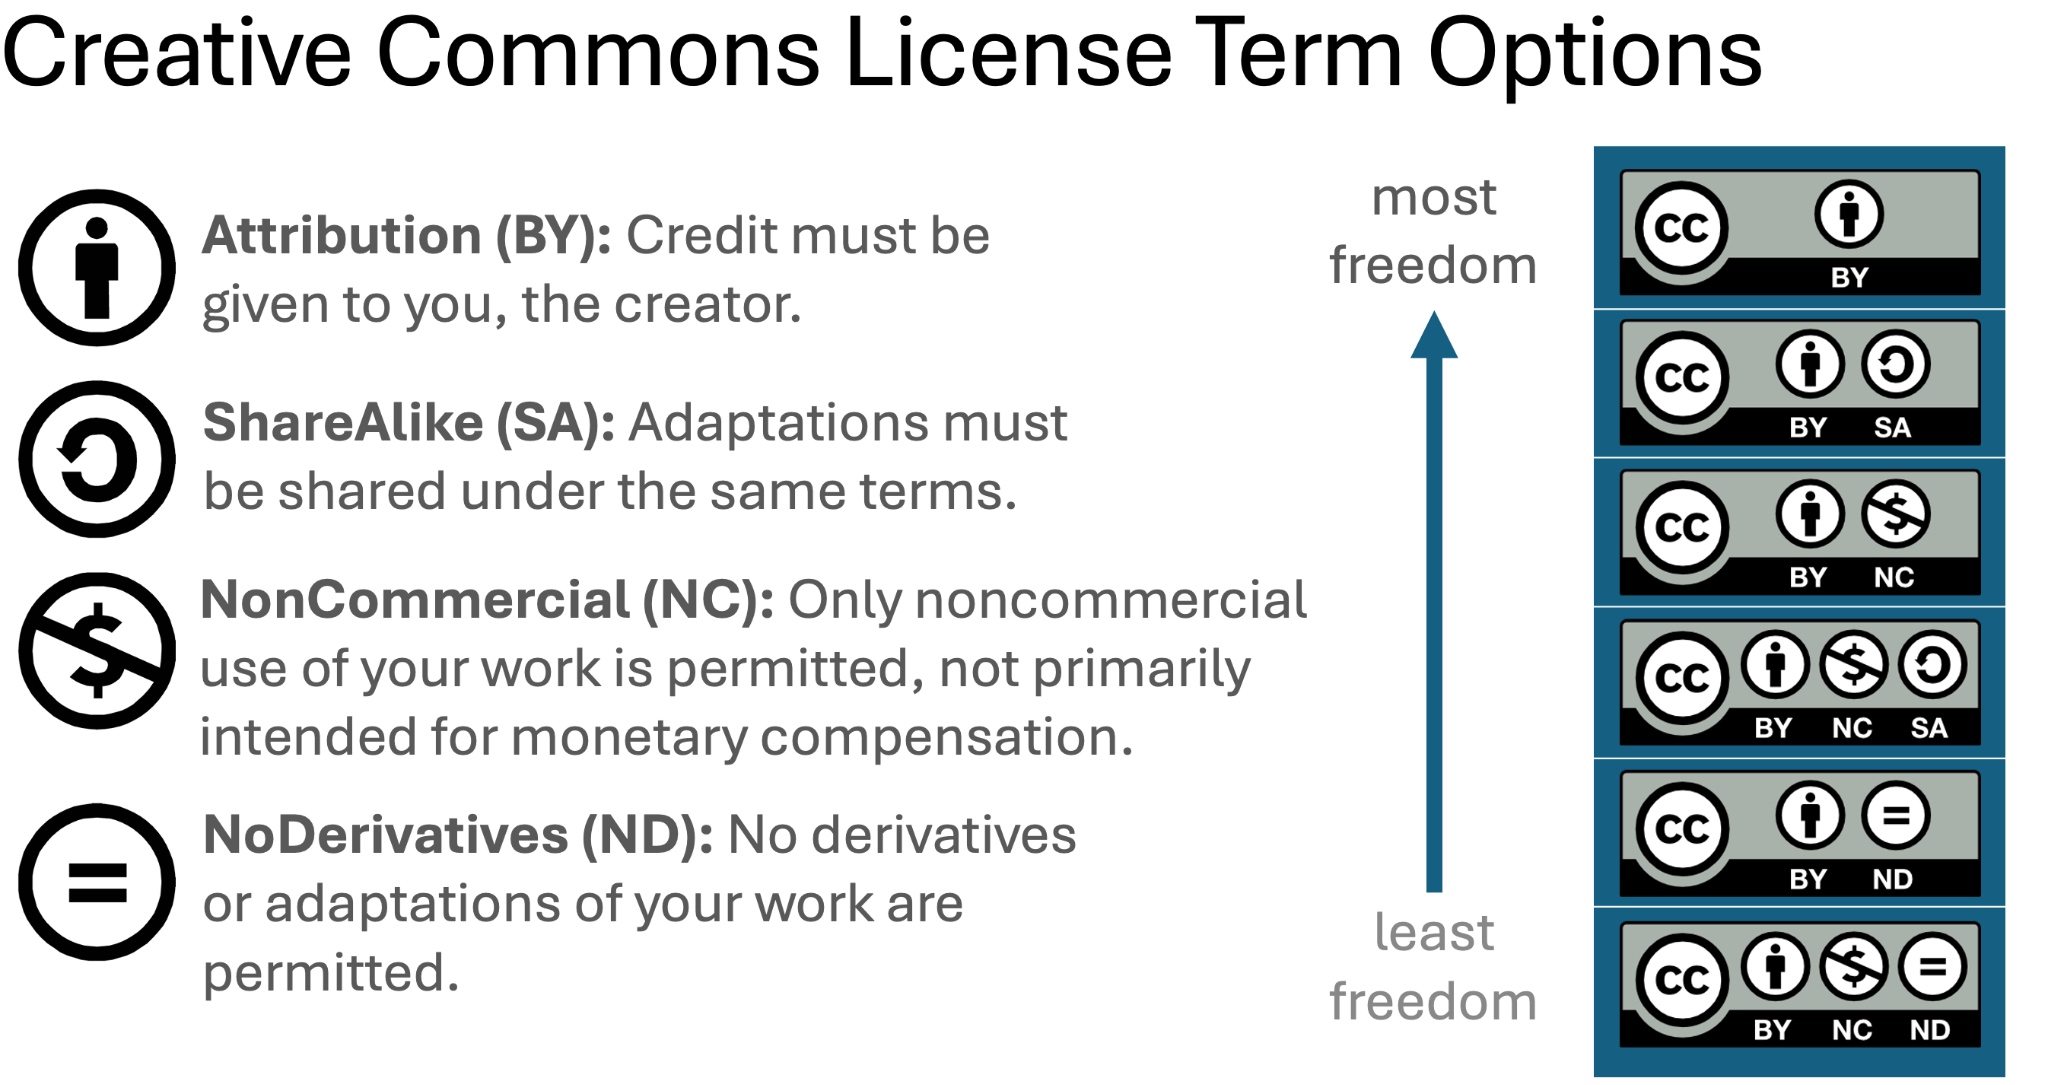 Creative Commons License Term Options
Attribution (BY): Credit must be
given to you, the creator.
ShareAlike (SA): Adaptations must
be shared under the same terms.
NonCommercial (NC): Only noncommercial
use of your work is permitted, not primarily
intended for monetary compensation.
NoDerivatives (ND): No derivatives
or adaptations of your work are
permitted.
most
freedom
least
freedom
cc
BY
cc
BY SA
cc
BY NC
cc
BY NC SA
cc
BY ND
cc
BY NC ND